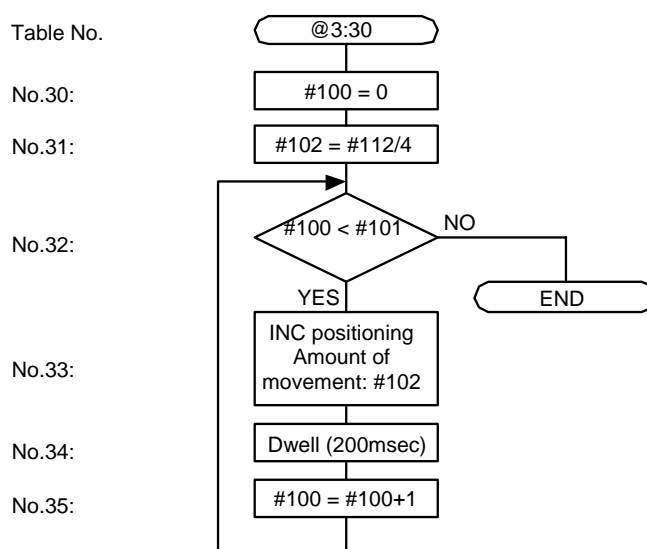 Table No.
@3:30
No.30:
#100 = 0
No.31:
#102 = #112/4
No.32:
#100 < #101
NO
END
YES
No.33:
INC positioning
Amount of
movement: #102
No.34:
Dwell (200msec)
No.35:
#100 = #100+1